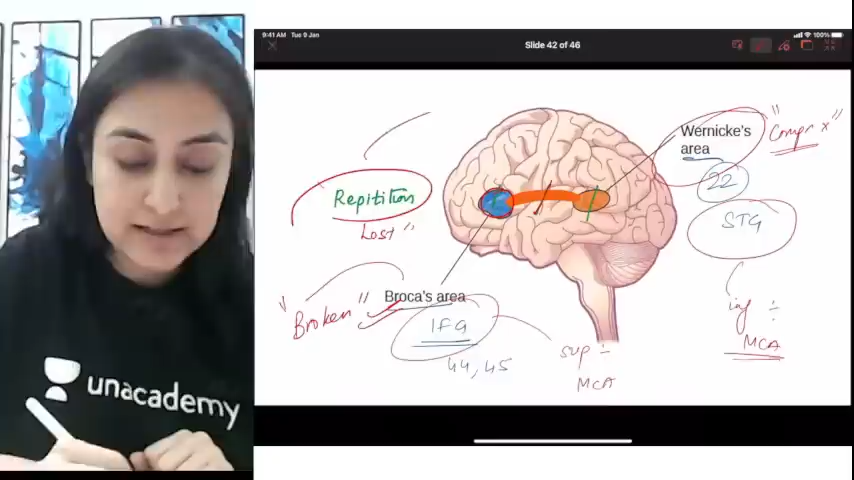 9:41 AM Tue 9 Jan
100%
Slide 42 of 46
Wernicke's
area
"Compr x"
22
STG
Repitition
Lost"
Broca's area
"Broken"
IFG
44, 45
sup ÷
MCA
inf ÷
MCA
unacademy